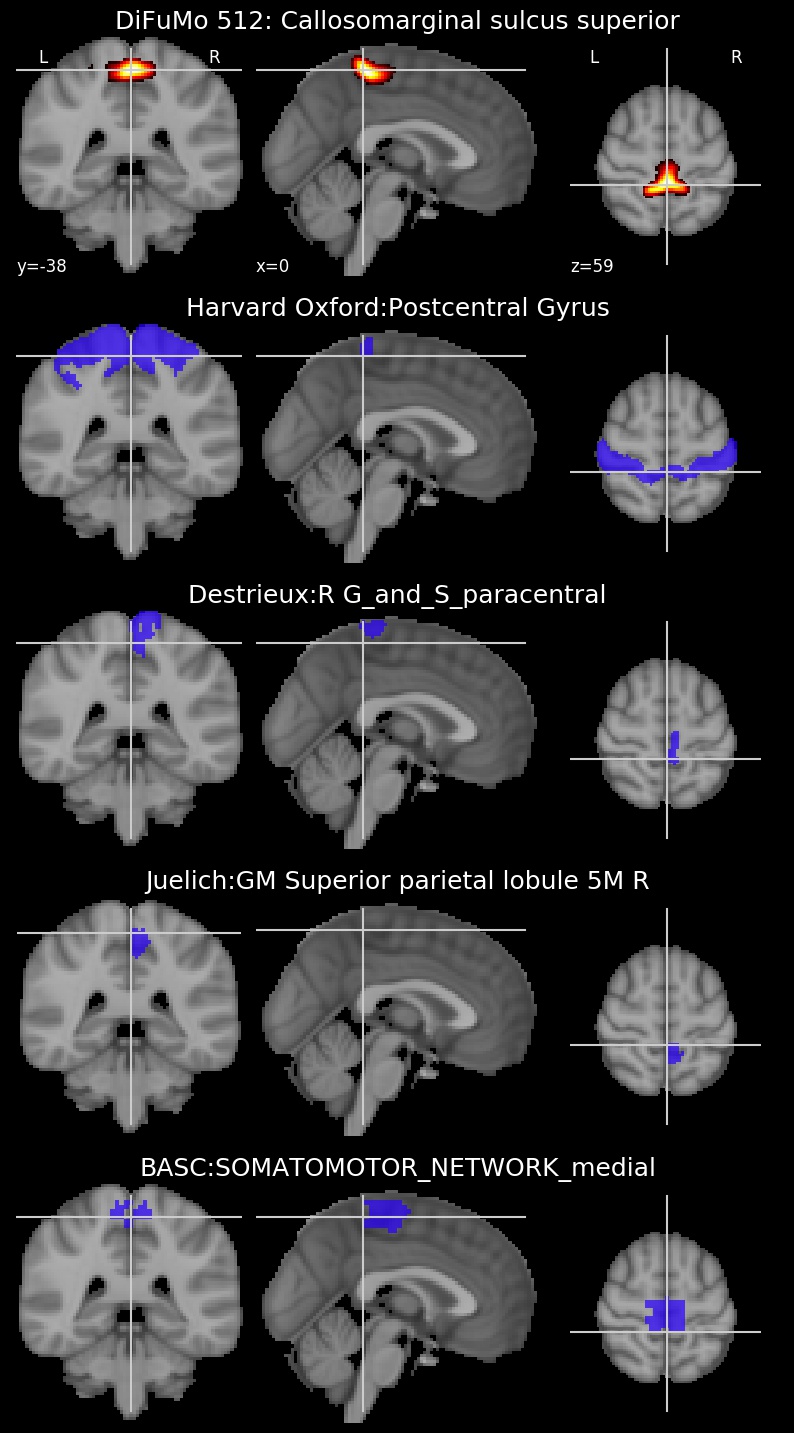 DiFuMo 512: Callosomarginal sulcus superior
L R L R
y=-38 x=0 z=59
Harvard Oxford:Postcentral Gyrus
Destrieux:R G_and_S_paracentral
Juelich:GM Superior parietal lobule 5M R
BASC:SOMATOMOTOR_NETWORK_medial